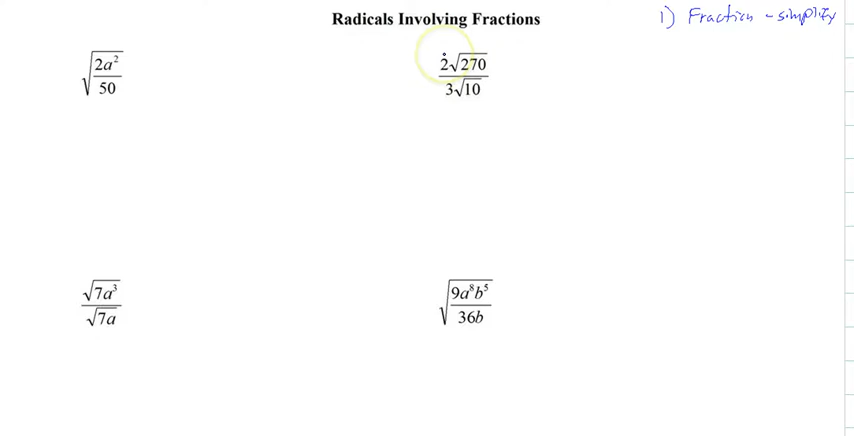 Radicals Involving Fractions
1) Fraction - simplify
√(2a²/50)
2√270 / 3√10
√7a³ / √7a
√(9a⁸b⁵/36b)